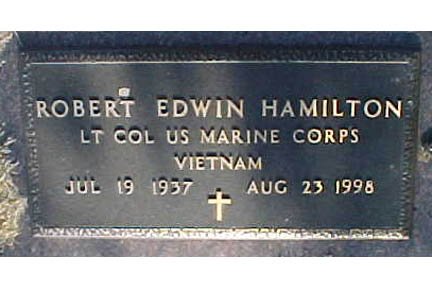 ROBERT EDWIN HAMILTON
LT COL US MARINE CORPS
VIETNAM
JUL 19 1937 AUG 23 1998